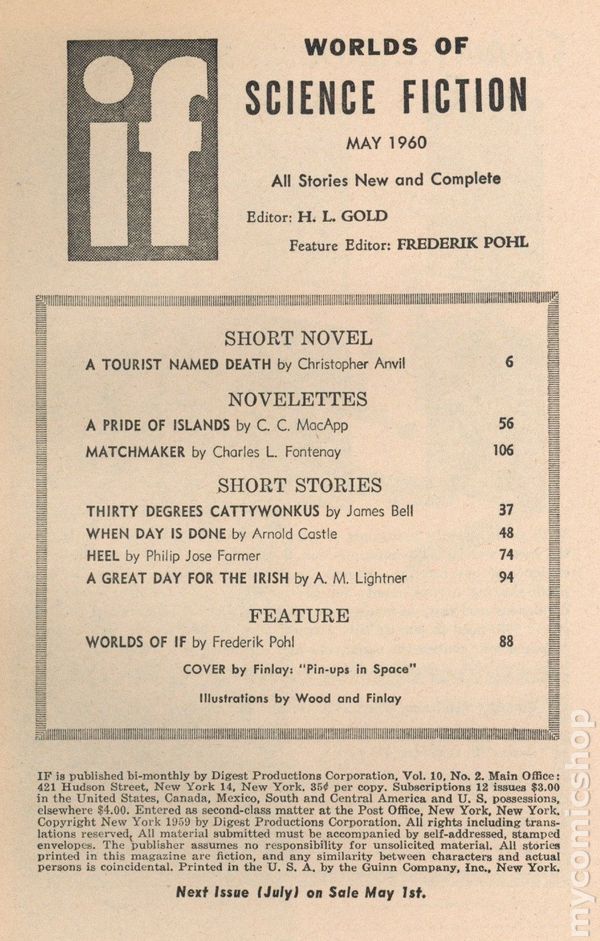 if
WORLDS OF
SCIENCE FICTION
MAY 1960
All Stories New and Complete
Editor: H. L. GOLD
Feature Editor: FREDERIK POHL
SHORT NOVEL
A TOURIST NAMED DEATH by Christopher Anvil 6
NOVELETTES
A PRIDE OF ISLANDS by C. C. MacApp 56
MATCHMAKER by Charles L. Fontenay 106
SHORT STORIES
THIRTY DEGREES CATTYWONKUS by James Bell 37
WHEN DAY IS DONE by Arnold Castle 48
HEEL by Philip Jose Farmer 74
A GREAT DAY FOR THE IRISH by A. M. Lightner 94
FEATURE
WORLDS OF IF by Frederik Pohl 88
COVER by Finlay: "Pin-ups in Space"
Illustrations by Wood and Finlay
IF is published bi-monthly by Digest Productions Corporation, Vol. 10, No. 2. Main Office:
421 Hudson Street, New York 14, New York. 35¢ per copy. Subscriptions 12 issues $3.00
in the United States, Canada, Mexico, South and Central America and U. S. possessions,
elsewhere $4.00. Entered as second-class matter at the Post Office, New York, New York.
Copyright New York 1959 by Digest Productions Corporation. All rights including trans-
lations reserved, All material submitted must be accompanied by self-addressed, stamped
envelopes. The publisher assumes no responsibility for unsolicited material. All stories
printed in this magazine are fiction, and any similarity between characters and actual
persons is coincidental. Printed in the U. S. A. by the Guinn Company, Inc., New York.
Next Issue (July) on Sale May 1st.
mycomicshop